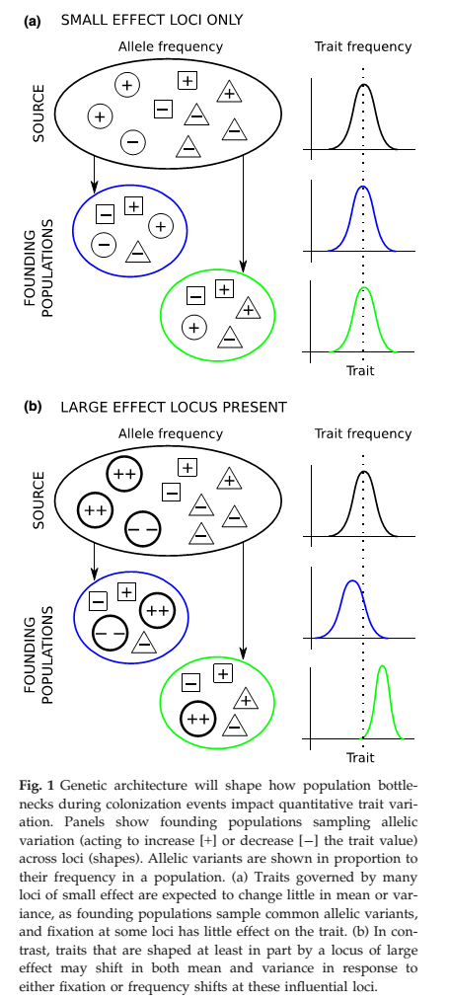 (a) SMALL EFFECT LOCI ONLY
Allele frequency
Trait frequency
SOURCE
+ + − + − + − − −
FOUNDING
POPULATIONS
− + + − −
− + + + −
Trait
(b) LARGE EFFECT LOCUS PRESENT
Allele frequency
Trait frequency
SOURCE
++ ++ − − + − + − − −
FOUNDING
POPULATIONS
− + ++ − − −
− + + ++ −
Trait
Fig. 1 Genetic architecture will shape how population bottle-
necks during colonization events impact quantitative trait vari-
ation. Panels show founding populations sampling allelic
variation (acting to increase [+] or decrease [−] the trait value)
across loci (shapes). Allelic variants are shown in proportion to
their frequency in a population. (a) Traits governed by many
loci of small effect are expected to change little in mean or var-
iance, as founding populations sample common allelic variants,
and fixation at some loci has little effect on the trait. (b) In con-
trast, traits that are shaped at least in part by a locus of large
effect may shift in both mean and variance in response to
either fixation or frequency shifts at these influential loci.